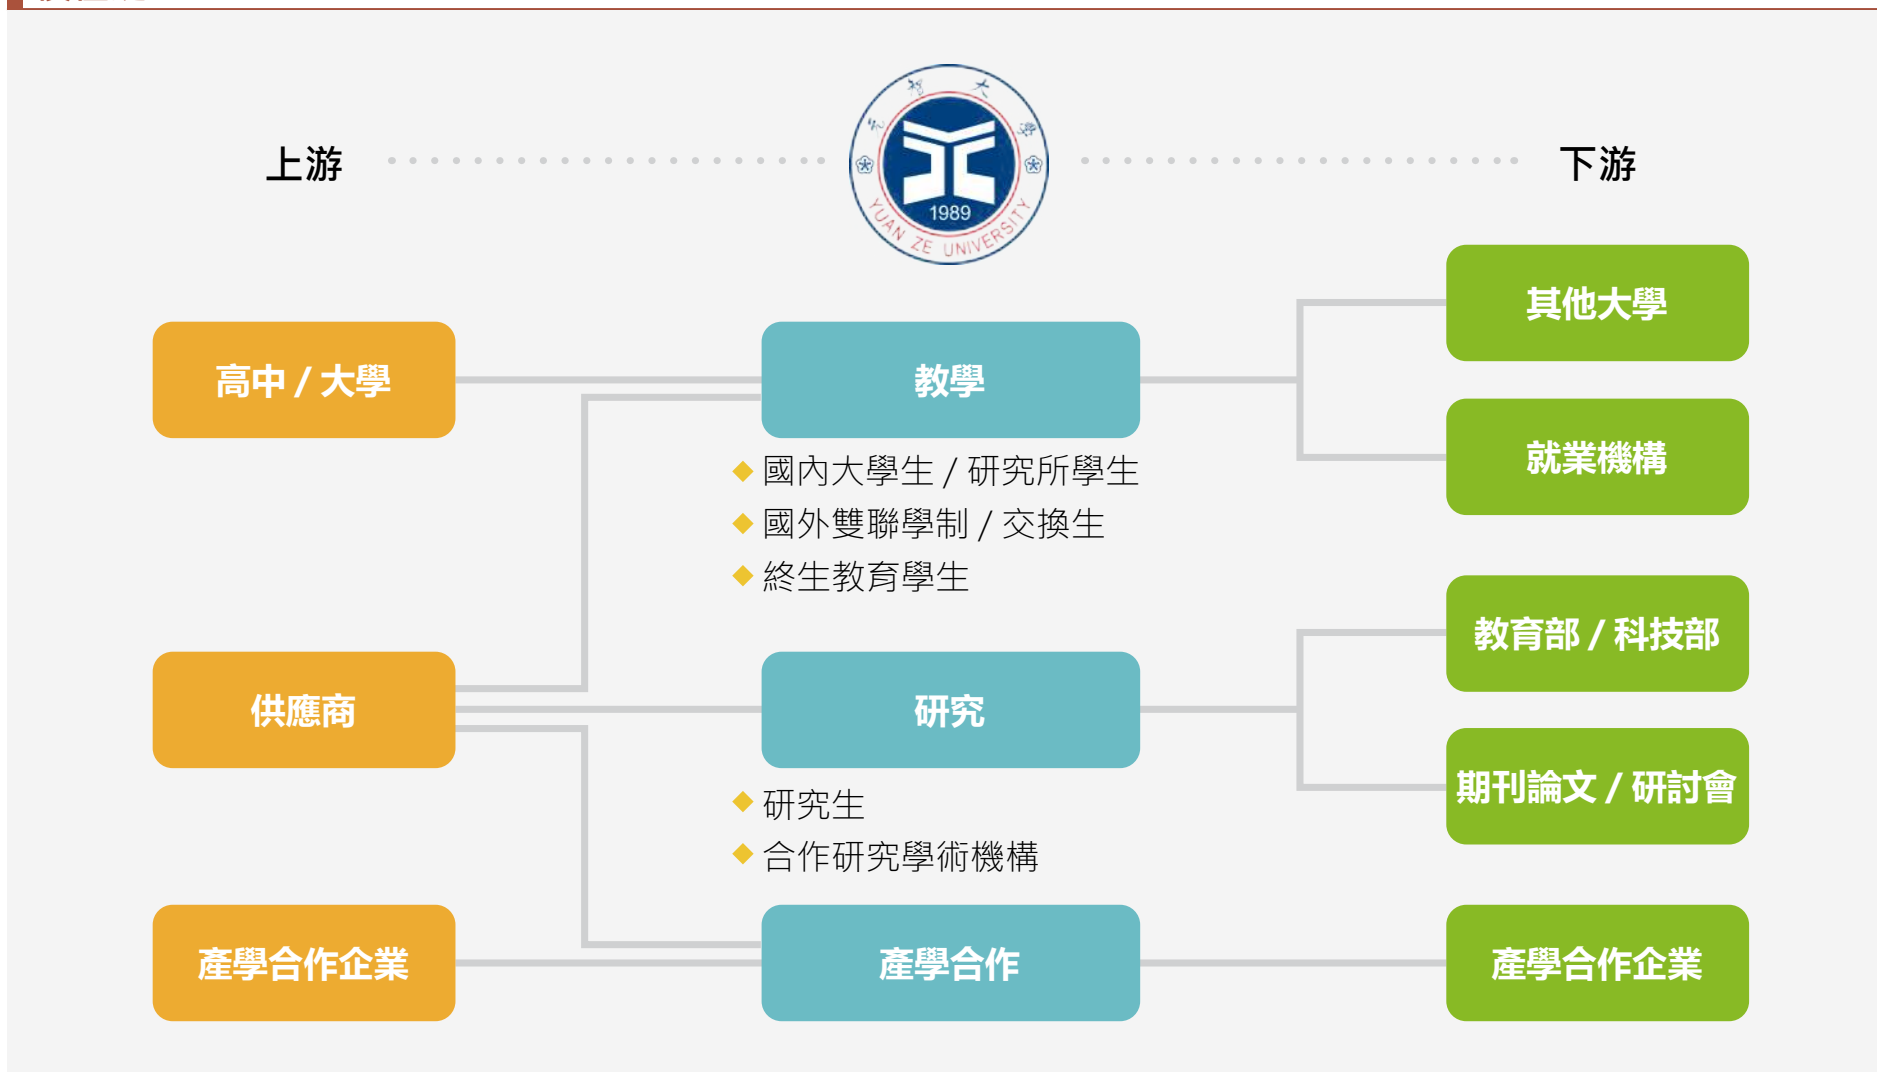 上游
元智大學
1989
YUAN ZE UNIVERSITY
下游
高中 / 大學
供應商
產學合作企業
教學
國內大學生 / 研究所學生
國外雙聯學制 / 交換生
終生教育學生
研究
研究生
合作研究學術機構
產學合作
其他大學
就業機構
教育部 / 科技部
期刊論文 / 研討會
產學合作企業